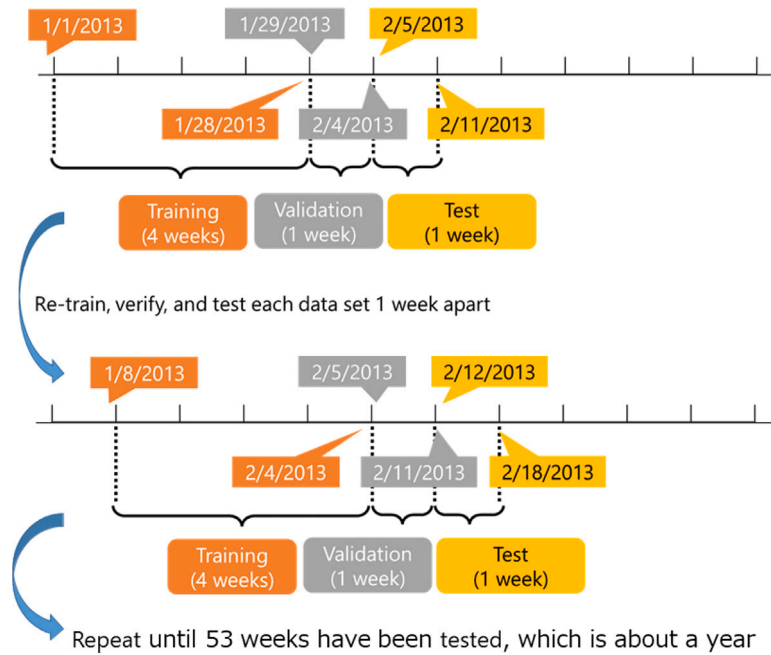 1/1/2013 1/29/2013 2/5/2013
1/28/2013 2/4/2013 2/11/2013
Training Validation Test
(4 weeks) (1 week) (1 week)
Re-train, verify, and test each data set 1 week apart
1/8/2013 2/5/2013 2/12/2013
2/4/2013 2/11/2013 2/18/2013
Training Validation Test
(4 weeks) (1 week) (1 week)
Repeat until 53 weeks have been tested, which is about a year